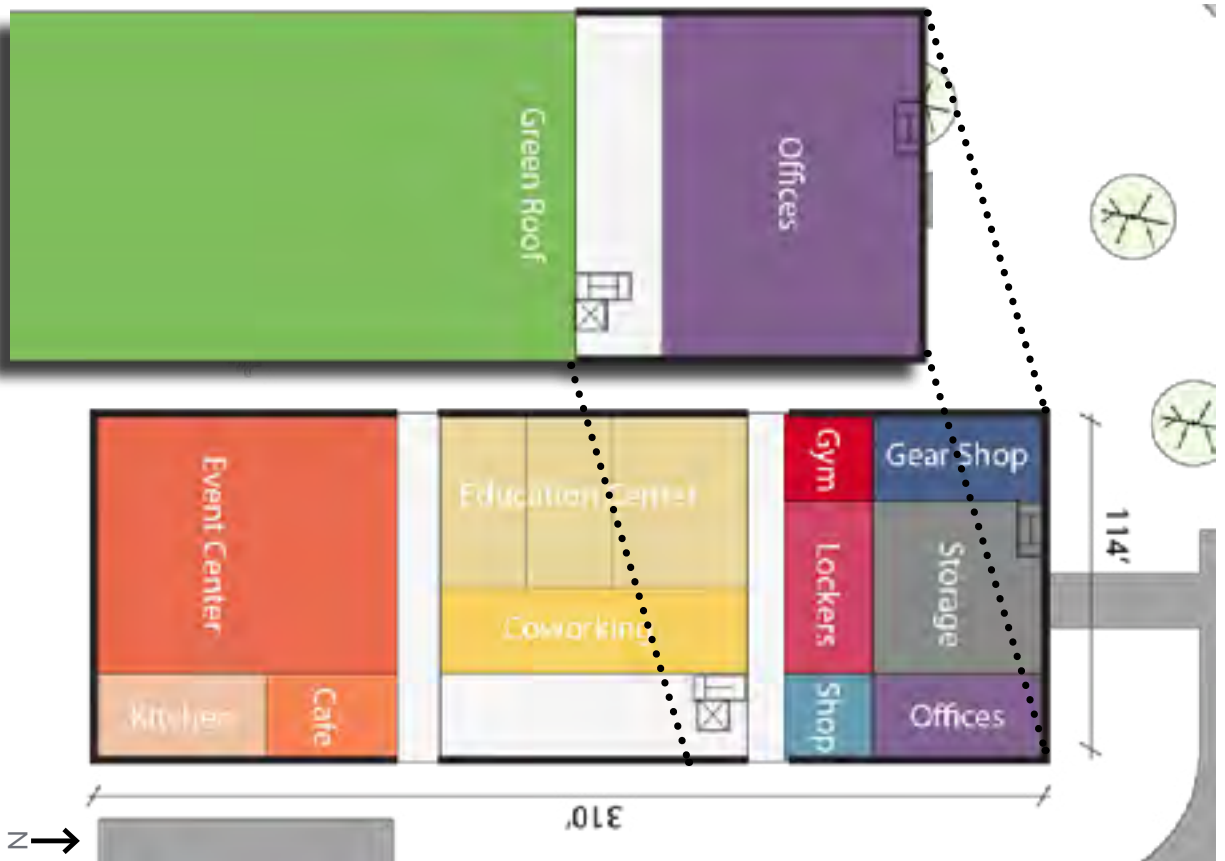 Green Roof
Offices
Event Center
Education Center
Gym
Gear Shop
Lockers
Storage
Coworking
Kitchen
Cafe
Shop
Offices
114'
310'
N